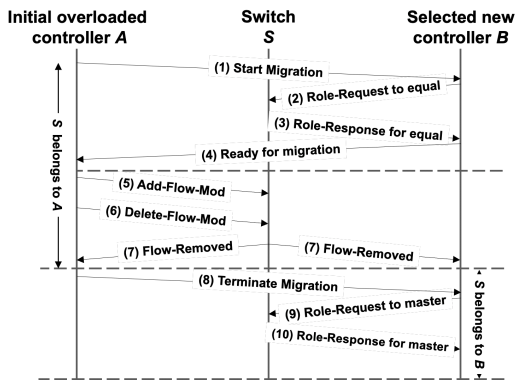 Initial overloaded
controller A
Switch
S
Selected new
controller B
(1) Start Migration
(2) Role-Request to equal
(3) Role-Response for equal
(4) Ready for migration
S belongs to A
(5) Add-Flow-Mod
(6) Delete-Flow-Mod
(7) Flow-Removed
(7) Flow-Removed
(8) Terminate Migration
(9) Role-Request to master
(10) Role-Response for master
S belongs to B